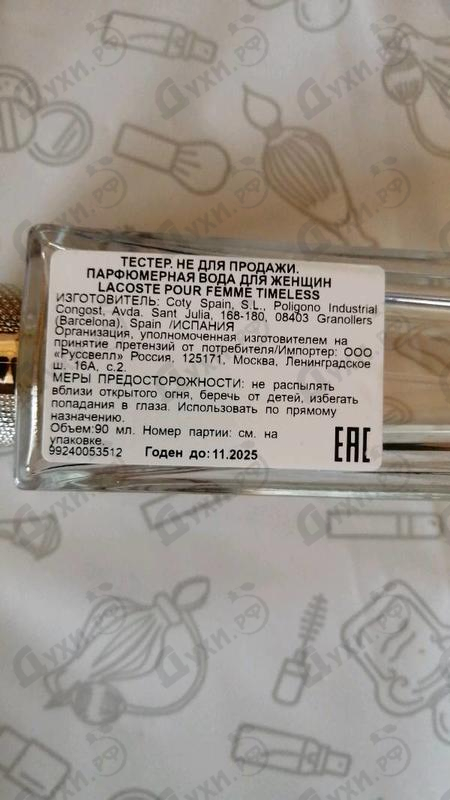 ТЕСТЕР. НЕ ДЛЯ ПРОДАЖИ.
ПАРФЮМЕРНАЯ ВОДА ДЛЯ ЖЕНЩИН
LACOSTE POUR FEMME TIMELESS
ИЗГОТОВИТЕЛЬ: Coty Spain, S.L., Poligono Industrial
Congost, Avda. Sant Julia, 168-180, 08403 Granollers
(Barcelona), Spain /ИСПАНИЯ
Организация, уполномоченная изготовителем на
принятие претензий от потребителя/Импортер: ООО
«Руссвелл» Россия, 125171, Москва, Ленинградское
ш. 16А, с.2.
МЕРЫ ПРЕДОСТОРОЖНОСТИ: не распылять
вблизи открытого огня, беречь от детей, избегать
попадания в глаза. Использовать по прямому
назначению.
Объем:90 мл. Номер партии: см. на
упаковке.
99240053512 Годен до:11.2025
EAC
Духи.рф